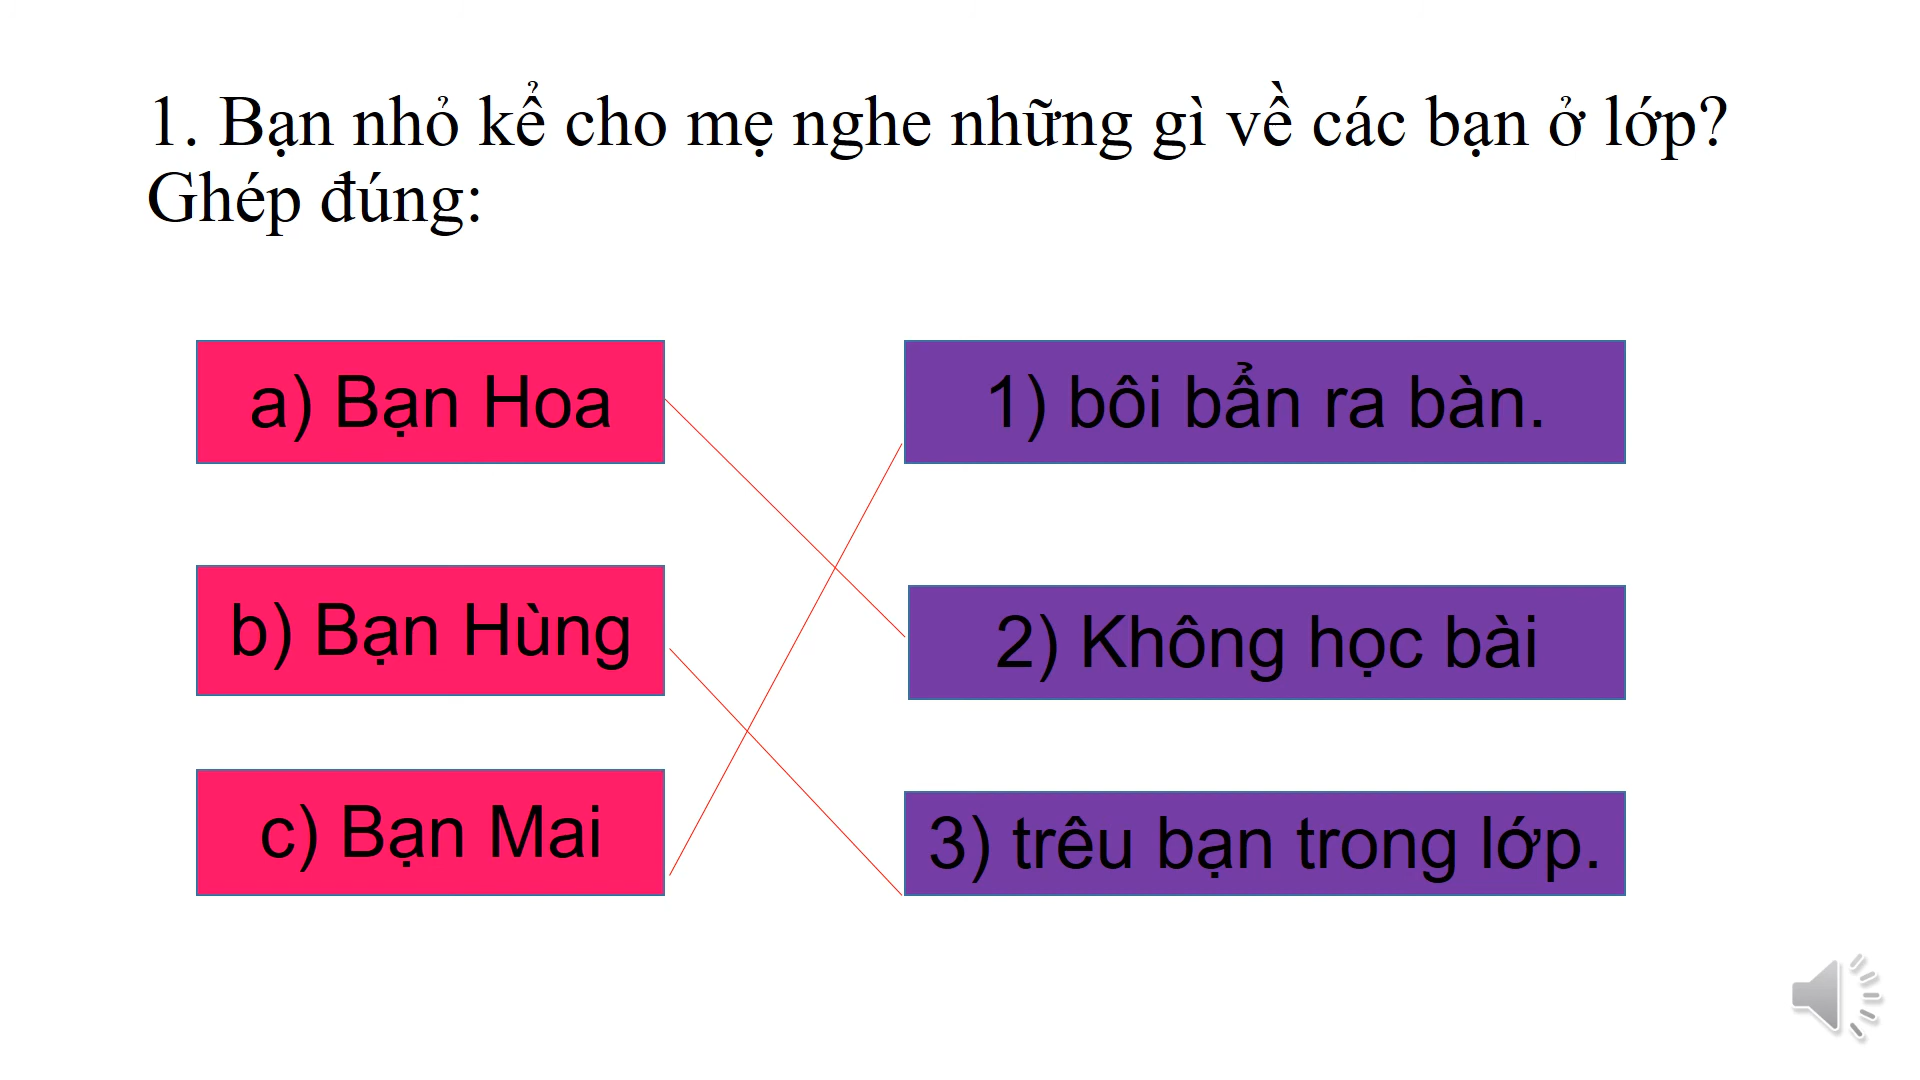 1. Bạn nhỏ kể cho mẹ nghe những gì về các bạn ở lớp?
Ghép đúng:
a) Bạn Hoa
1) bôi bẩn ra bàn.
b) Bạn Hùng
2) Không học bài
c) Bạn Mai
3) trêu bạn trong lớp.